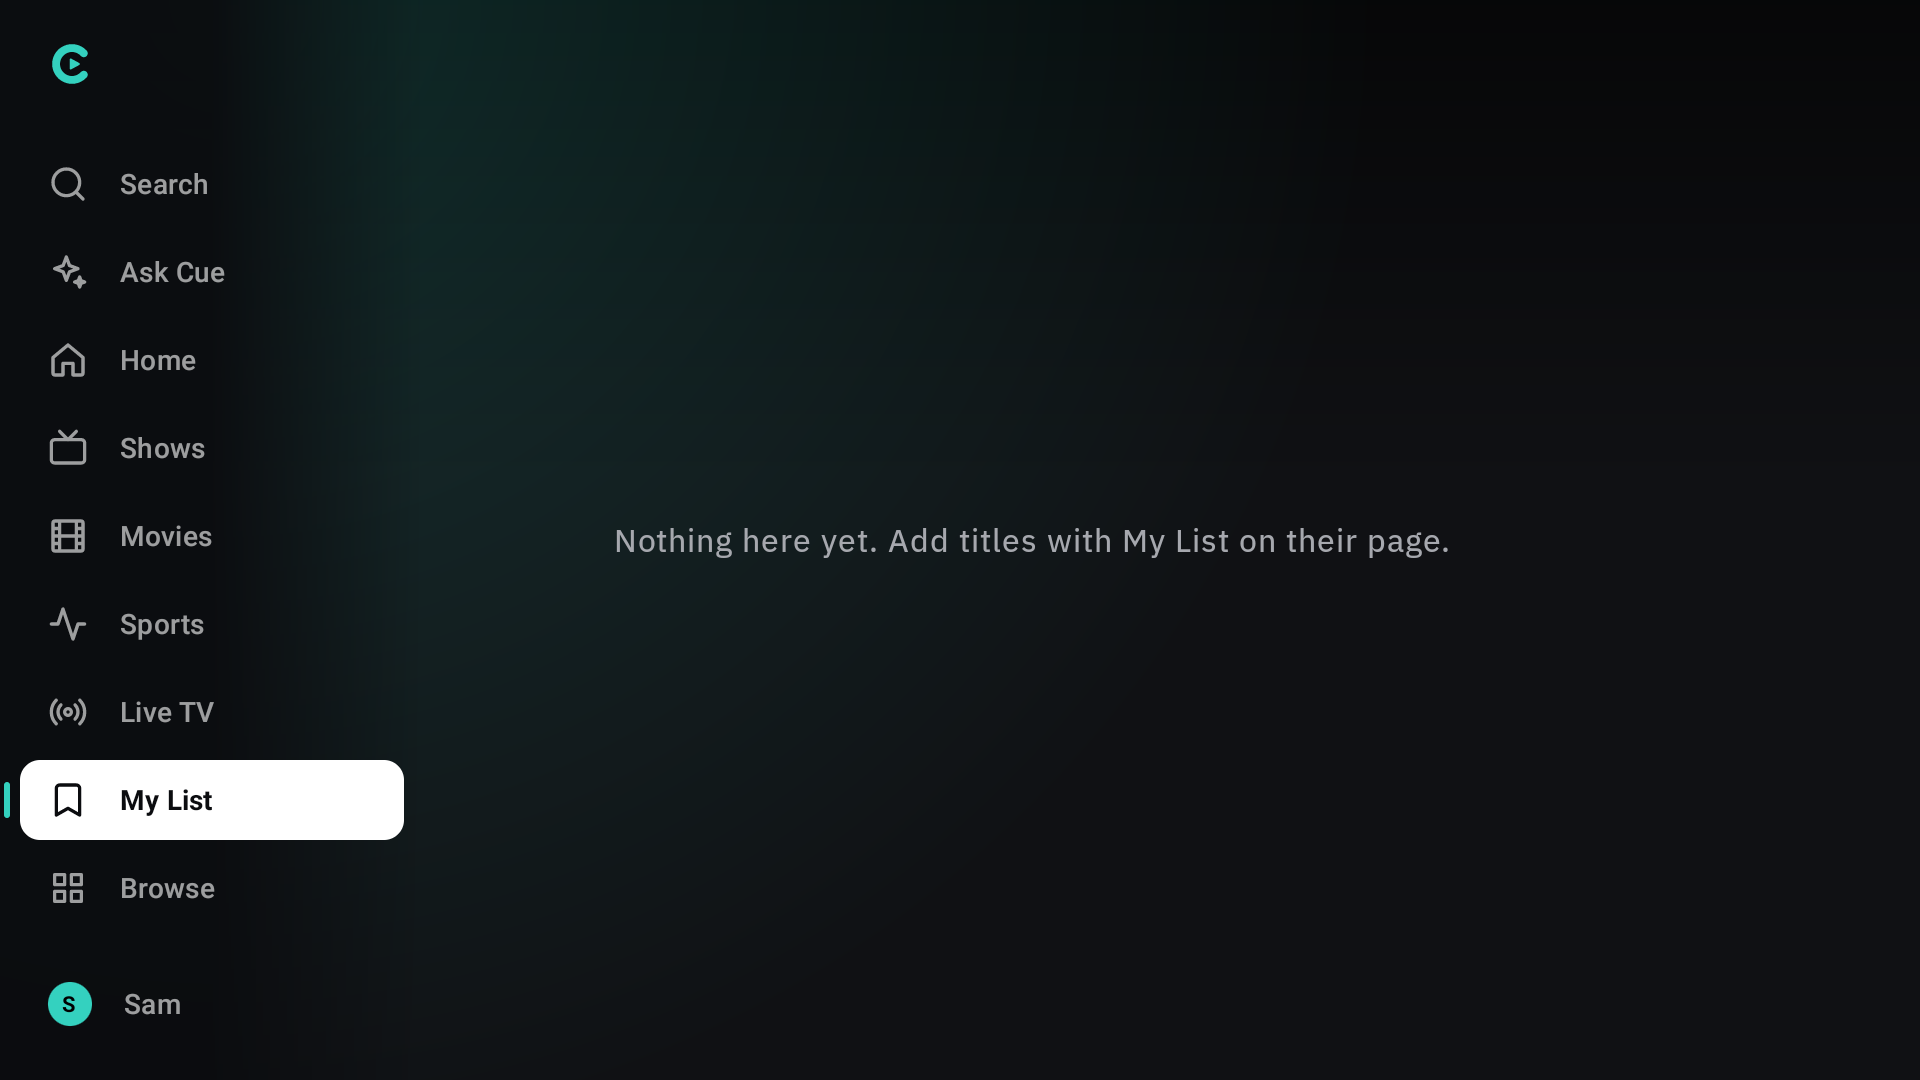 Search
Ask Cue
Home
Shows
Movies
Sports
Live TV
My List
Browse
S Sam
Nothing here yet. Add titles with My List on their page.